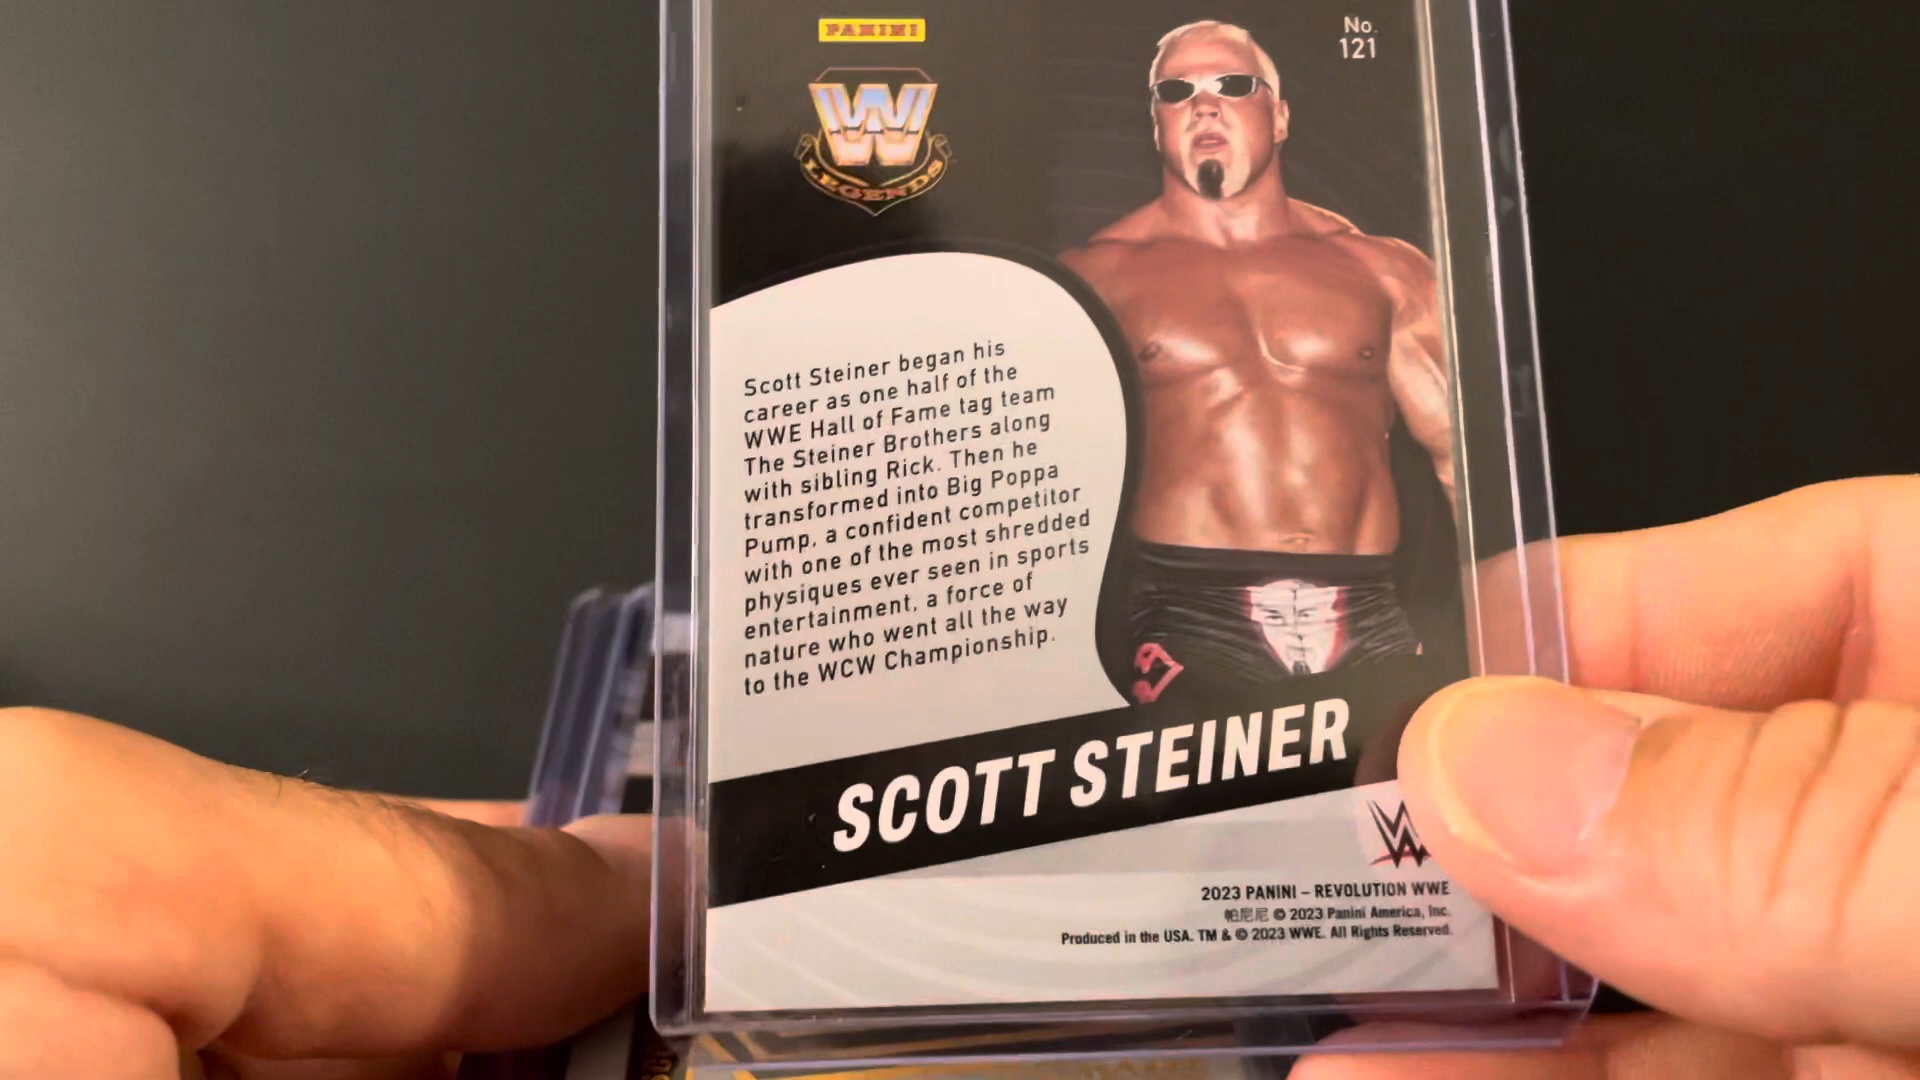 PANINI
No.
121
W
LEGENDS
Scott Steiner began his
career as one half of the
WWE Hall of Fame tag team
The Steiner Brothers along
with sibling Rick. Then he
transformed into Big Poppa
Pump, a confident competitor
with one of the most shredded
physiques ever seen in sports
entertainment, a force of
nature who went all the way
to the WCW Championship.
SCOTT STEINER
W
2023 PANINI – REVOLUTION WWE
帕尼尼 © 2023 Panini America, Inc.
Produced in the USA. TM & © 2023 WWE. All Rights Reserved.